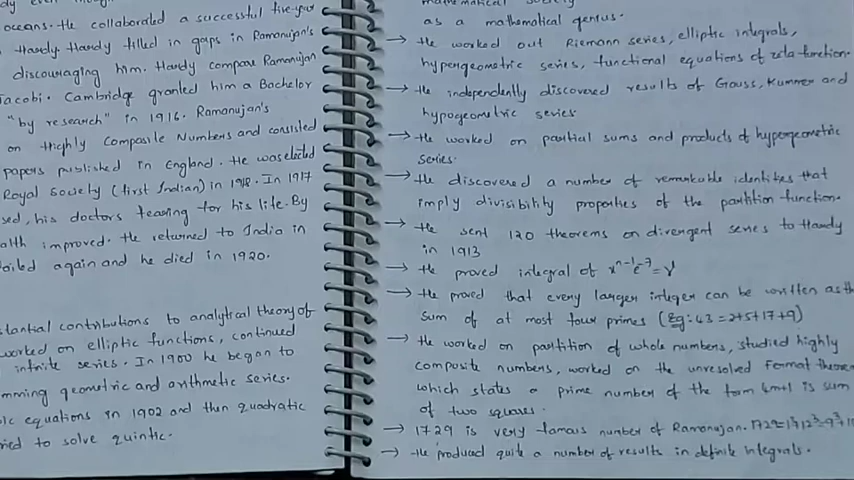 oceans. He collaborated a successful five-year
Hardy. Hardy filled in gaps in Ramanujan's
discouraging him. Hardy compare Ramanujan
Jacobi. Cambridge granted him a Bachelor
"by research" in 1916. Ramanujan's
on Highly Composite Numbers and consisted
papers published in England. He was elected
Royal Society (first Indian) in 1918. In 1917
his doctors fearing for his life. By
improved. He returned to India in
again and he died in 1920.
contributions to analytical theory of
worked on elliptic functions, continued
infinite series. In 1900 he began to
geometric and arithmetic series.
equations in 1902 and then quadratic
to solve quintic.
as a mathematical genius.
→ He worked out Riemann series, elliptic integrals,
hypergeometric series, functional equations of zeta function.
→ He independently discovered results of Gauss, Kummer and
hypogeometric series
→ He worked on partial sums and products of hypergeometric
series.
→ He discovered a number of remarkable identities that
imply divisibility properties of the partition function.
→ He sent 120 theorems on divergent series to Hardy
in 1913
→ He proved integral of
→ He proved that every larger integer can be written as the
sum of at most four primes (Eg: 43 = 2+5+17+9)
→ He worked on partition of whole numbers, studied highly
composite numbers, worked on the unresolved Format
which states a prime number of the form 4m+1 is sum
of two squares.
→ 1729 is very famous number of Ramanujan.
→ He produced quite a number of results in definite integrals.